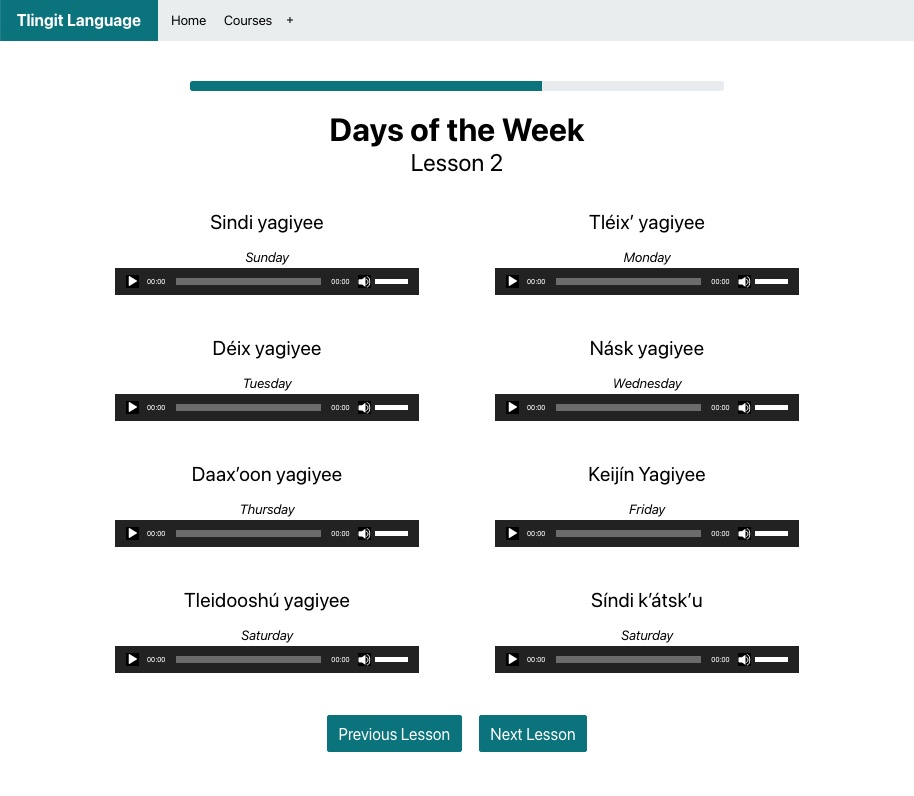 Tlingit Language Home Courses +
Days of the Week
Lesson 2
Sindi yagiyee
Sunday
00:00 00:00
Tléix’ yagiyee
Monday
00:00 00:00
Déix yagiyee
Tuesday
00:00 00:00
Násk yagiyee
Wednesday
00:00 00:00
Daax’oon yagiyee
Thursday
00:00 00:00
Keijín Yagiyee
Friday
00:00 00:00
Tleidooshú yagiyee
Saturday
00:00 00:00
Síndi k’átsk’u
Saturday
00:00 00:00
Previous Lesson Next Lesson